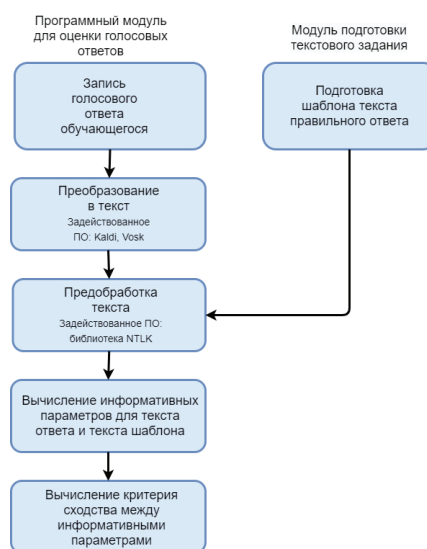 Программный модуль
для оценки голосовых
ответов
Запись
голосового
ответа
обучающегося
Преобразование
в текст
Задействованное
ПО: Kaldi, Vosk
Предобработка
текста
Задействованное ПО:
библиотека NTLK
Вычисление информативных
параметров для текста
ответа и текста шаблона
Вычисление критерия
сходства между
информативными
параметрами
Модуль подготовки
текстового задания
Подготовка
шаблона текста
правильного ответа